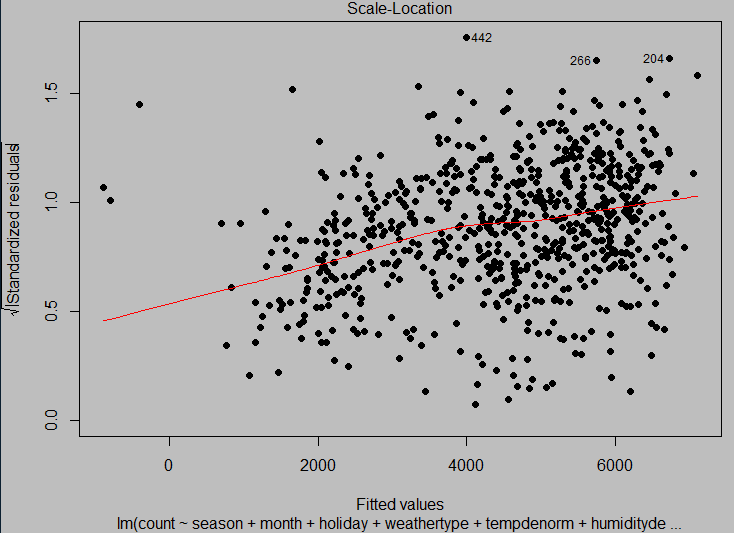 Scale-Location
442
266
204
√|Standardized residuals
1.5
1.0
0.5
0.0
0 2000 4000 6000
Fitted values
lm(count ~ season + month + holiday + weathertype + tempdenorm + humidityde ...